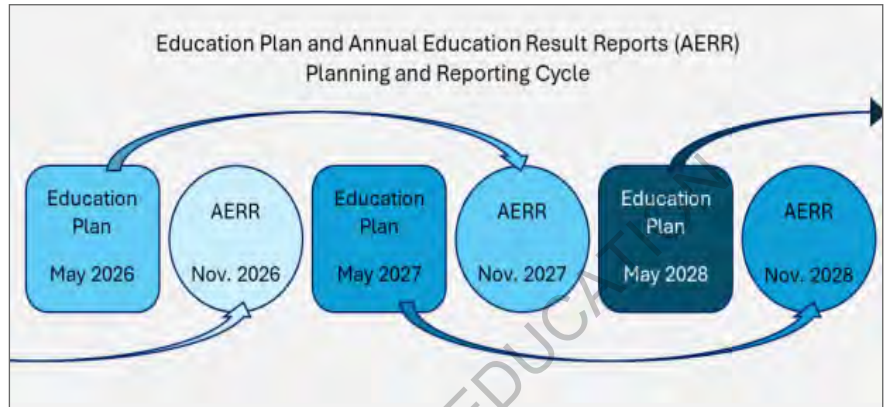 Education Plan and Annual Education Result Reports (AERR)
Planning and Reporting Cycle
Education
Plan
May 2026
AERR
Nov. 2026
Education
Plan
May 2027
AERR
Nov. 2027
Education
Plan
May 2028
AERR
Nov. 2028
EDUCATION